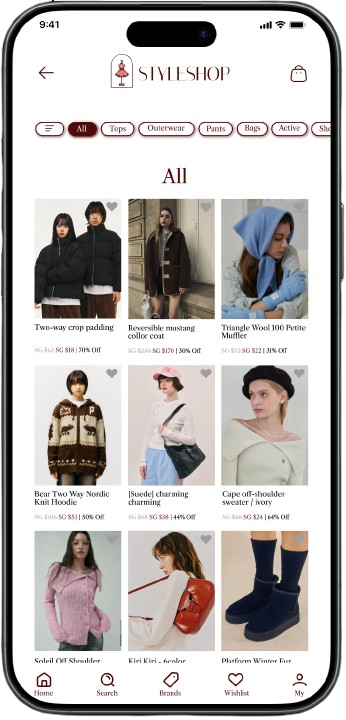 9:41
STYLESHOP
All
Tops
Outerwear
Pants
Bags
Active
Sho
All
Two-way crop padding
SG $62 SG $18 | 70% Off
Reversible mustang
collor coat
SG $250 SG $170 | 30% Off
Triangle Wool 100 Petite
Muffler
SG $32 SG $22 | 31% Off
Bear Two Way Nordic
Knit Hoodie
SG $106 SG $53 | 50% Off
[Suede] charming
charming
SG $68 SG $38 | 44% Off
Cape off-shoulder
sweater / ivory
SG $68 SG $24 | 64% Off
Soleil Off Shoulder
Kiri Kiri - 6color
Platform Winter Fur
Home
Search
Brands
Wishlist
My